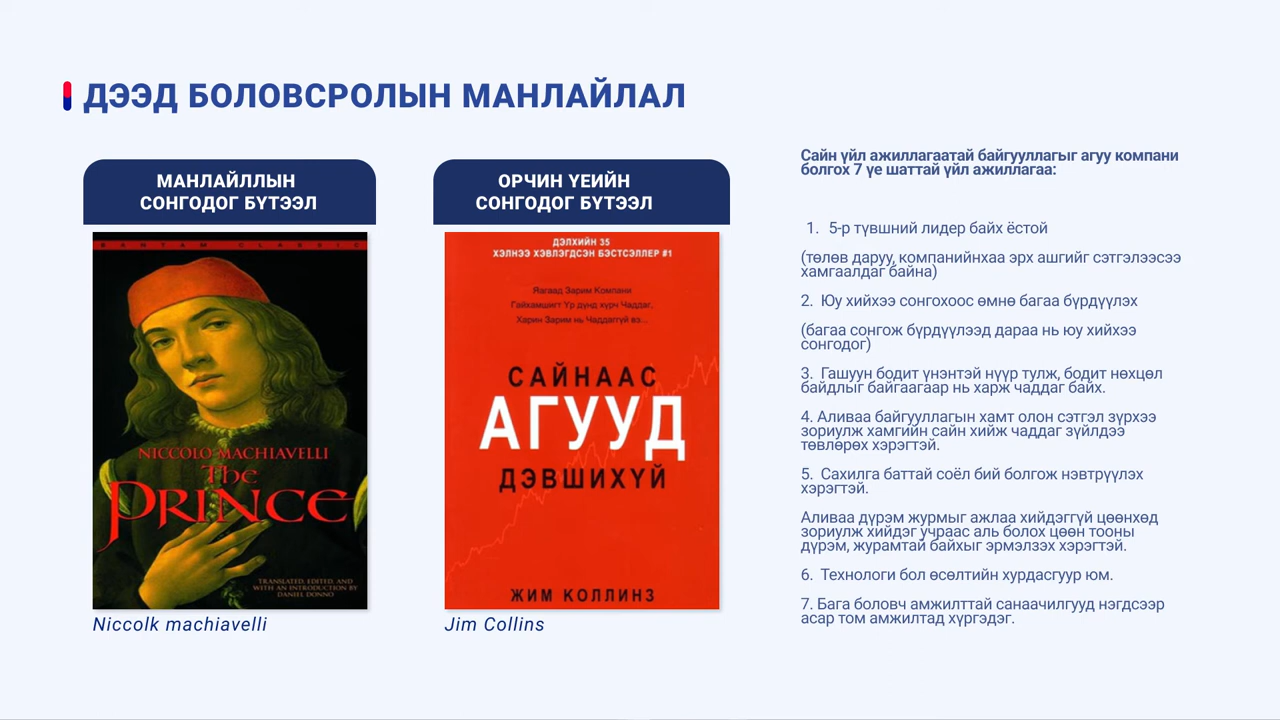 ДЭЭД БОЛОВСРОЛЫН МАНЛАЙЛАЛ
МАНЛАЙЛЛЫН
СОНГОДОГ БҮТЭЭЛ
BANTAM CLASSIC
NICCOLO MACHIAVELLI
The
PRINCE
TRANSLATED, EDITED, AND
WITH AN INTRODUCTION BY
DANIEL DONNO
Niccolk machiavelli
ОРЧИН ҮЕИЙН
СОНГОДОГ БҮТЭЭЛ
ДЭЛХИЙН 35
ХЭЛНЭЭ ХЭВЛЭГДСЭН БЭСТСЭЛЛЕР #1
Яагаад Зарим Компани
Гайхамшигт Үр дүнд хүрч Чаддаг,
Харин Зарим нь Чаддаггүй вэ...
САЙНААС
АГУУД
ДЭВШИХҮЙ
ЖИМ КОЛЛИНЗ
Jim Collins
Сайн үйл ажиллагаатай байгууллагыг агуу компани
болгох 7 үе шаттай үйл ажиллагаа:
1. 5-р түвшний лидер байх ёстой
(төлөв даруу, компанийнхаа эрх ашгийг сэтгэлээсээ
хамгаалдаг байна)
2. Юу хийхээ сонгохоос өмнө багаа бүрдүүлэх
(багаа сонгож бүрдүүлээд дараа нь юу хийхээ
сонгодог)
3. Гашуун бодит үнэнтэй нүүр тулж, бодит нөхцөл
байдлыг байгаагаар нь харж чаддаг байх.
4. Аливаа байгууллагын хамт олон сэтгэл зүрхээ
зориулж хамгийн сайн хийж чаддаг зүйлдээ
төвлөрөх хэрэгтэй.
5. Сахилга баттай соёл бий болгож нэвтрүүлэх
хэрэгтэй.
Аливаа дүрэм журмыг ажлаа хийдэггүй цөөнхөд
зориулж хийдэг учраас аль болох цөөн тооны
дүрэм, журамтай байхыг эрмэлзэх хэрэгтэй.
6. Технологи бол өсөлтийн хурдасгуур юм.
7. Бага боловч амжилттай санаачилгууд нэгдсээр
асар том амжилтад хүргэдэг.